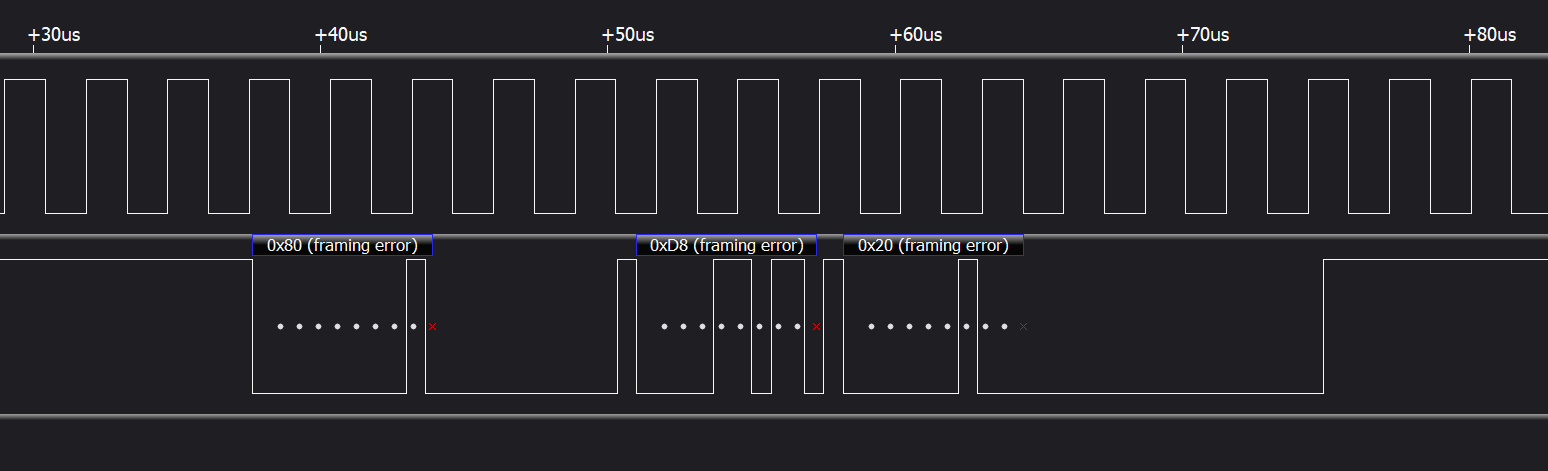 +30us +40us +50us +60us +70us +80us
0x80 (framing error) 0xD8 (framing error) 0x20 (framing error)